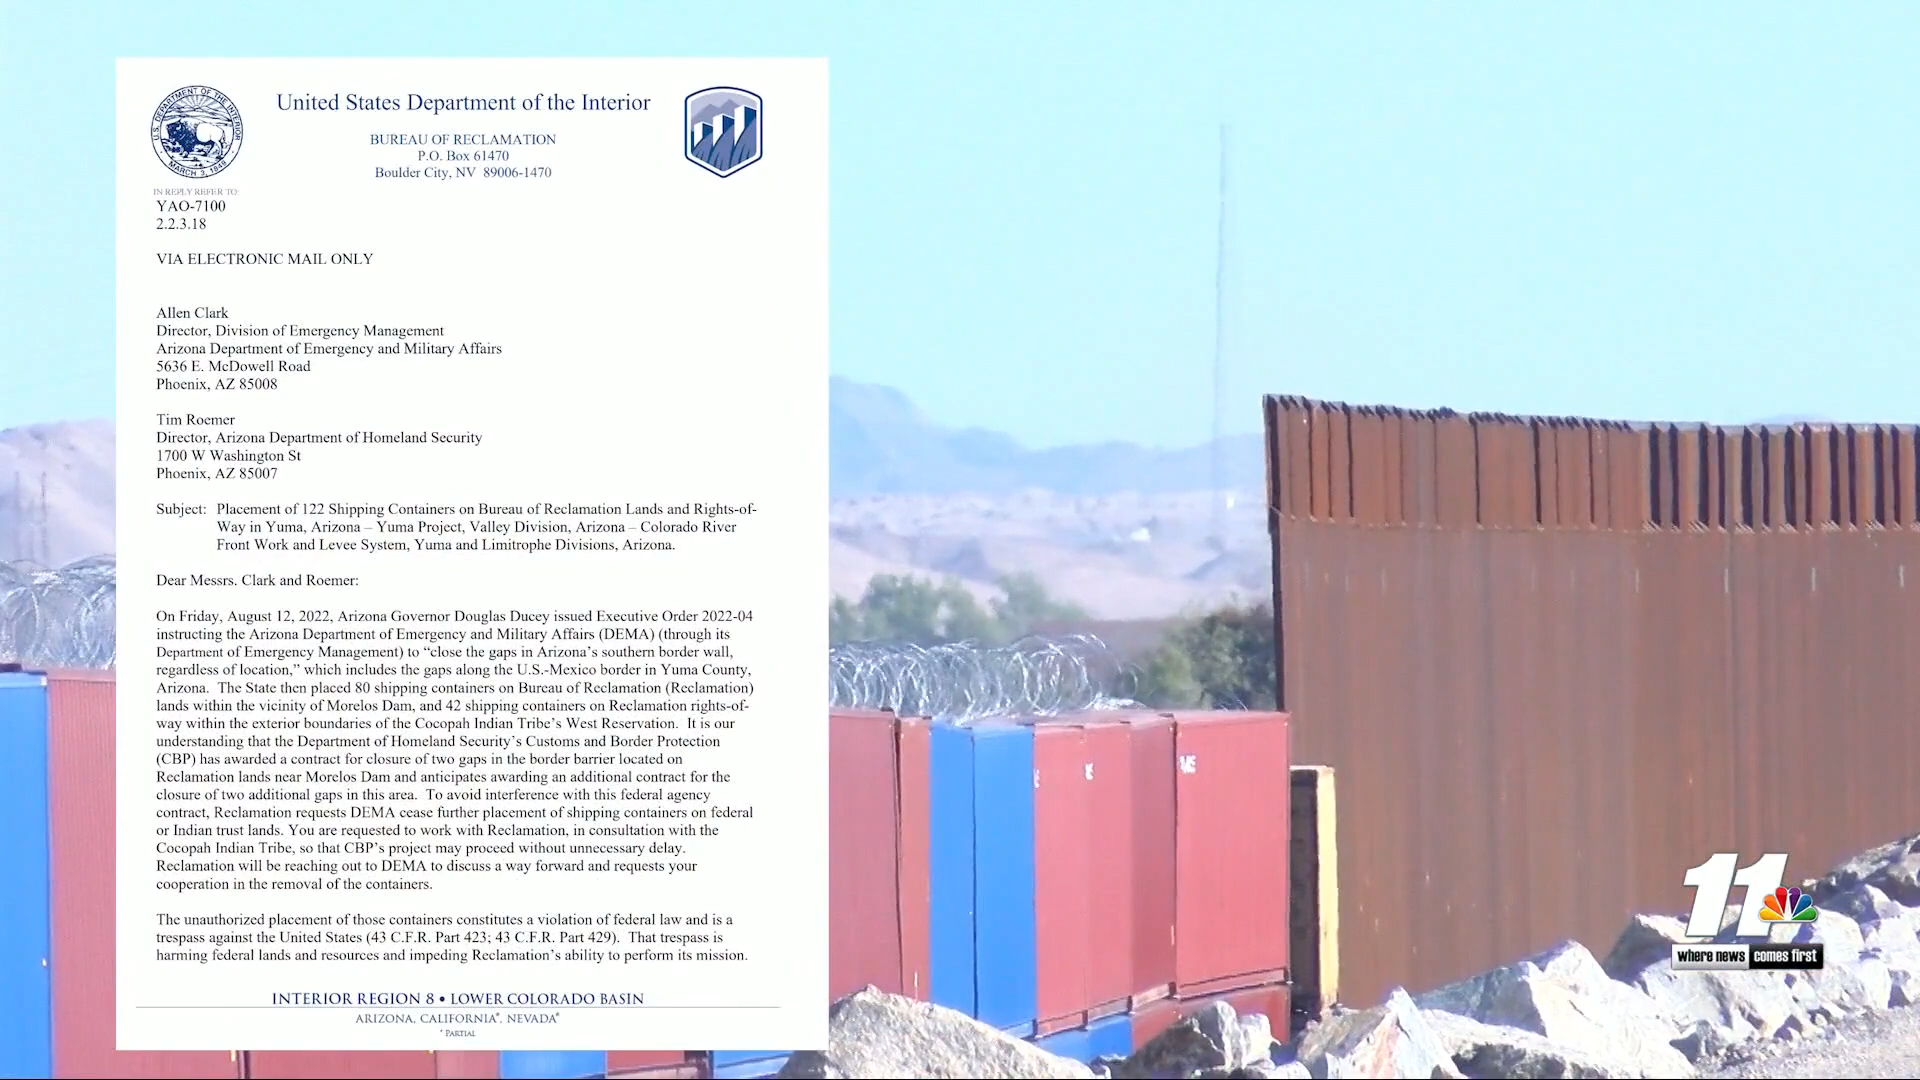 United States Department of the Interior
BUREAU OF RECLAMATION
P.O. Box 61470
Boulder City, NV 89006-1470
U.S. DEPARTMENT OF THE INTERIOR
MARCH 3, 1849
IN REPLY REFER TO:
YAO-7100
2.2.3.18
VIA ELECTRONIC MAIL ONLY
Allen Clark
Director, Division of Emergency Management
Arizona Department of Emergency and Military Affairs
5636 E. McDowell Road
Phoenix, AZ 85008
Tim Roemer
Director, Arizona Department of Homeland Security
1700 W Washington St
Phoenix, AZ 85007
Subject: Placement of 122 Shipping Containers on Bureau of Reclamation Lands and Rights-of-
Way in Yuma, Arizona – Yuma Project, Valley Division, Arizona – Colorado River
Front Work and Levee System, Yuma and Limitrophe Divisions, Arizona.
Dear Messrs. Clark and Roemer:
On Friday, August 12, 2022, Arizona Governor Douglas Ducey issued Executive Order 2022-04
instructing the Arizona Department of Emergency and Military Affairs (DEMA) (through its
Department of Emergency Management) to “close the gaps in Arizona’s southern border wall,
regardless of location,” which includes the gaps along the U.S.-Mexico border in Yuma County,
Arizona. The State then placed 80 shipping containers on Bureau of Reclamation (Reclamation)
lands within the vicinity of Morelos Dam, and 42 shipping containers on Reclamation rights-of-
way within the exterior boundaries of the Cocopah Indian Tribe’s West Reservation. It is our
understanding that the Department of Homeland Security’s Customs and Border Protection
(CBP) has awarded a contract for closure of two gaps in the border barrier located on
Reclamation lands near Morelos Dam and anticipates awarding an additional contract for the
closure of two additional gaps in this area. To avoid interference with this federal agency
contract, Reclamation requests DEMA cease further placement of shipping containers on federal
or Indian trust lands. You are requested to work with Reclamation, in consultation with the
Cocopah Indian Tribe, so that CBP’s project may proceed without unnecessary delay.
Reclamation will be reaching out to DEMA to discuss a way forward and requests your
cooperation in the removal of the containers.
The unauthorized placement of those containers constitutes a violation of federal law and is a
trespass against the United States (43 C.F.R. Part 423; 43 C.F.R. Part 429). That trespass is
harming federal lands and resources and impeding Reclamation’s ability to perform its mission.
INTERIOR REGION 8 • LOWER COLORADO BASIN
ARIZONA, CALIFORNIA*, NEVADA*
* PARTIAL
11
where news comes first